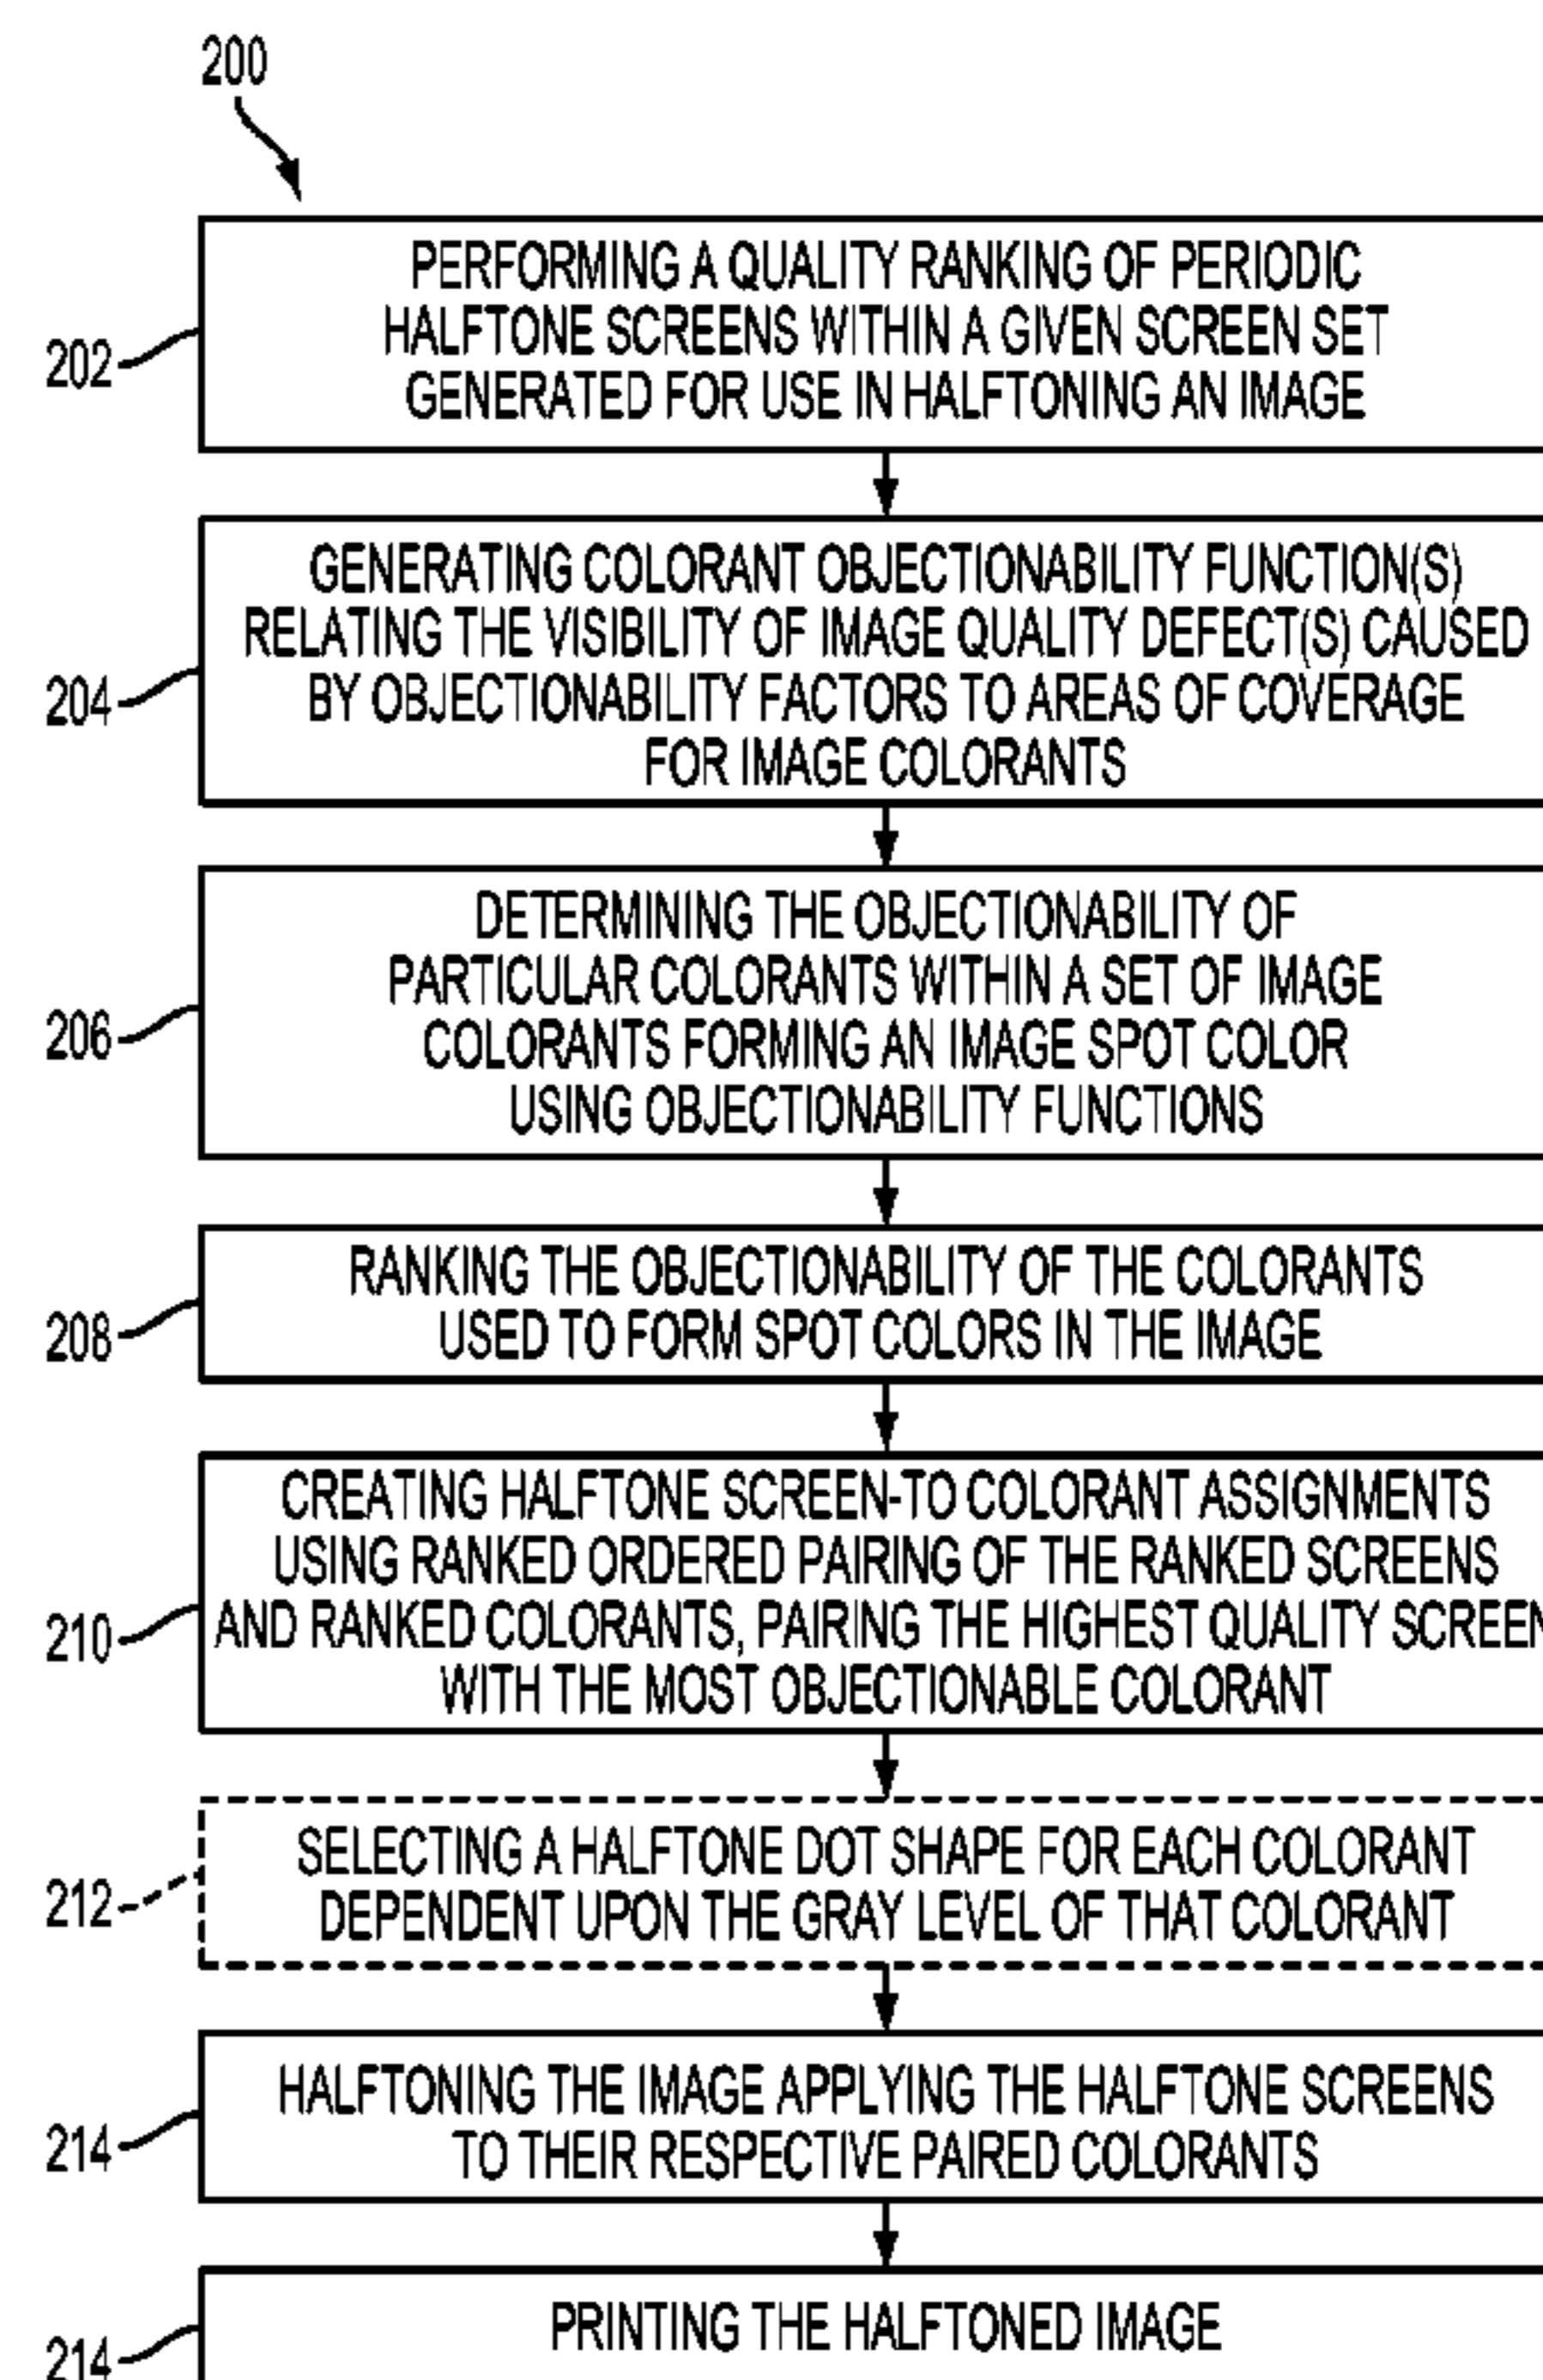 200
PERFORMING A QUALITY RANKING OF PERIODIC
HALFTONE SCREENS WITHIN A GIVEN SCREEN SET
GENERATED FOR USE IN HALFTONING AN IMAGE
202
GENERATING COLORANT OBJECTIONABILITY FUNCTION(S)
RELATING THE VISIBILITY OF IMAGE QUALITY DEFECT(S) CAUSED
BY OBJECTIONABILITY FACTORS TO AREAS OF COVERAGE
FOR IMAGE COLORANTS
204
DETERMINING THE OBJECTIONABILITY OF
PARTICULAR COLORANTS WITHIN A SET OF IMAGE
COLORANTS FORMING AN IMAGE SPOT COLOR
USING OBJECTIONABILITY FUNCTIONS
206
RANKING THE OBJECTIONABILITY OF THE COLORANTS
USED TO FORM SPOT COLORS IN THE IMAGE
208
CREATING HALFTONE SCREEN-TO COLORANT ASSIGNMENTS
USING RANKED ORDERED PAIRING OF THE RANKED SCREENS
AND RANKED COLORANTS, PAIRING THE HIGHEST QUALITY SCREEN
WITH THE MOST OBJECTIONABLE COLORANT
210
SELECTING A HALFTONE DOT SHAPE FOR EACH COLORANT
DEPENDENT UPON THE GRAY LEVEL OF THAT COLORANT
212
HALFTONING THE IMAGE APPLYING THE HALFTONE SCREENS
TO THEIR RESPECTIVE PAIRED COLORANTS
214
PRINTING THE HALFTONED IMAGE
214